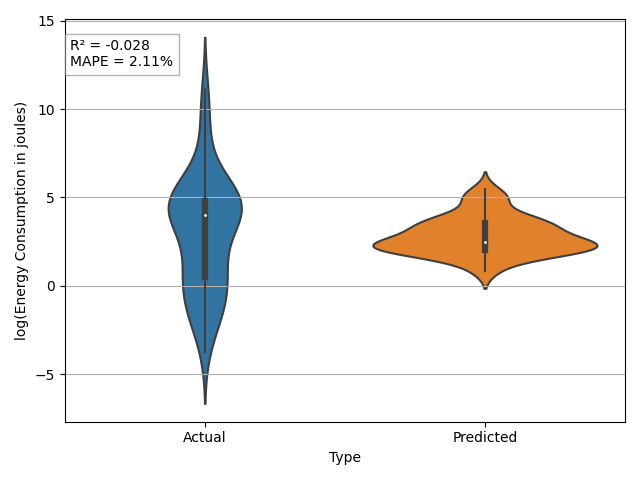 R² = -0.028
MAPE = 2.11%
log(Energy Consumption in joules)
15
10
5
0
−5
Actual
Predicted
Type